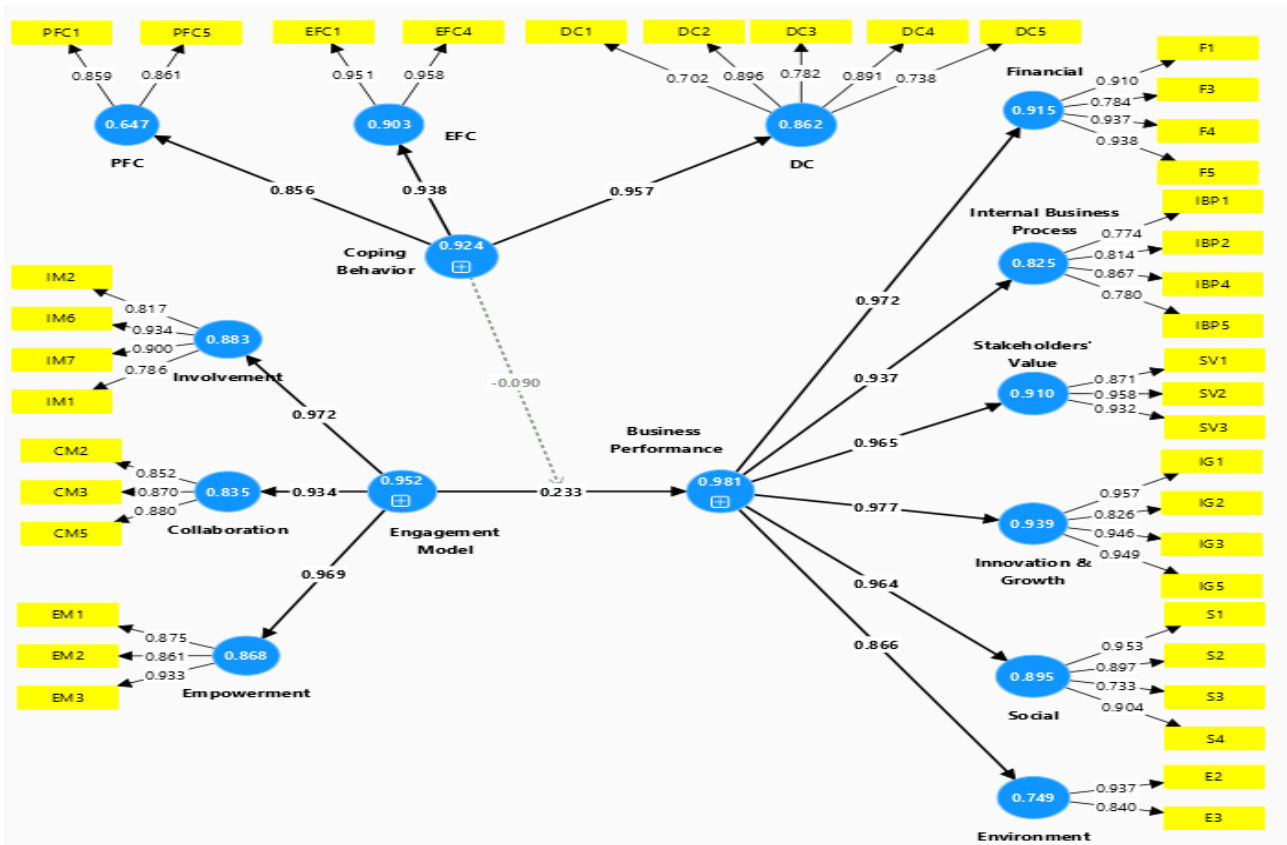 PFC1
PFC5
EFC1
EFC4
DC1
DC2
DC3
DC4
DC5
0.859
0.861
0.951
0.958
0.702
0.896
0.782
0.891
0.738
0.647
PFC
0.903
EFC
0.862
DC
0.856
0.938
0.957
Coping
Behavior
0.924
-0.090
IM2
IM6
IM7
IM1
0.817
0.934
0.900
0.786
0.883
Involvement
0.972
CM2
CM3
CM5
0.852
0.870
0.880
0.835
Collaboration
0.934
EM1
EM2
EM3
0.875
0.861
0.933
0.868
Empowerment
0.969
0.952
Engagement
Model
0.233
Business
Performance
0.981
0.972
0.937
0.965
0.977
0.964
0.866
Financial
0.915
0.910
0.784
0.937
0.938
F1
F3
F4
F5
Internal Business
Process
0.825
0.774
0.814
0.867
0.780
IBP1
IBP2
IBP4
IBP5
Stakeholders'
Value
0.910
0.871
0.958
0.932
SV1
SV2
SV3
0.939
Innovation &
Growth
0.957
0.826
0.946
0.949
IG1
IG2
IG3
IG5
0.895
Social
0.953
0.897
0.733
0.904
S1
S2
S3
S4
0.749
Environment
0.937
0.840
E2
E3